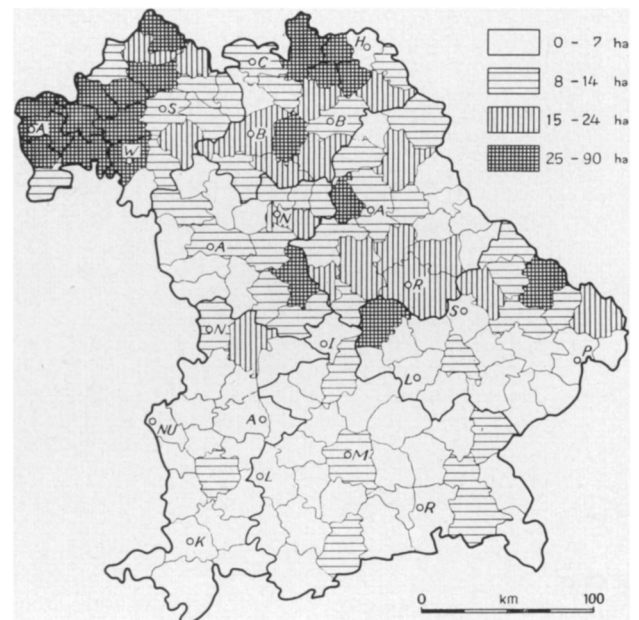 0 – 7 ha
8 – 14 ha
15 – 24 ha
25 – 90 ha
H
C
S
A
B
B
W
N
A
A
R
S
N
I
P
L
NU
A
M
L
R
K
0 km 100